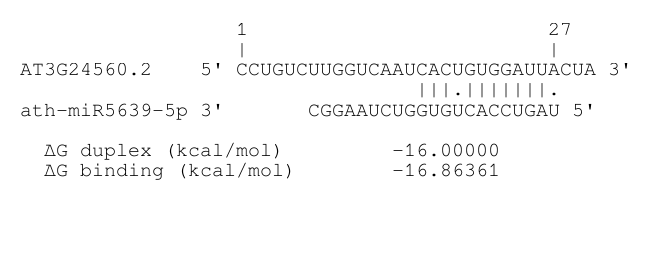 1 27
| |
AT3G24560.2 5' CCUGUCUUGGUCAAUCACUGUGGAUUACUA 3'
|||.|||||||.
ath-miR5639-5p 3' CGGAAUCUGGUGUCACCUGAU 5'
ΔG duplex (kcal/mol) -16.00000
ΔG binding (kcal/mol) -16.86361